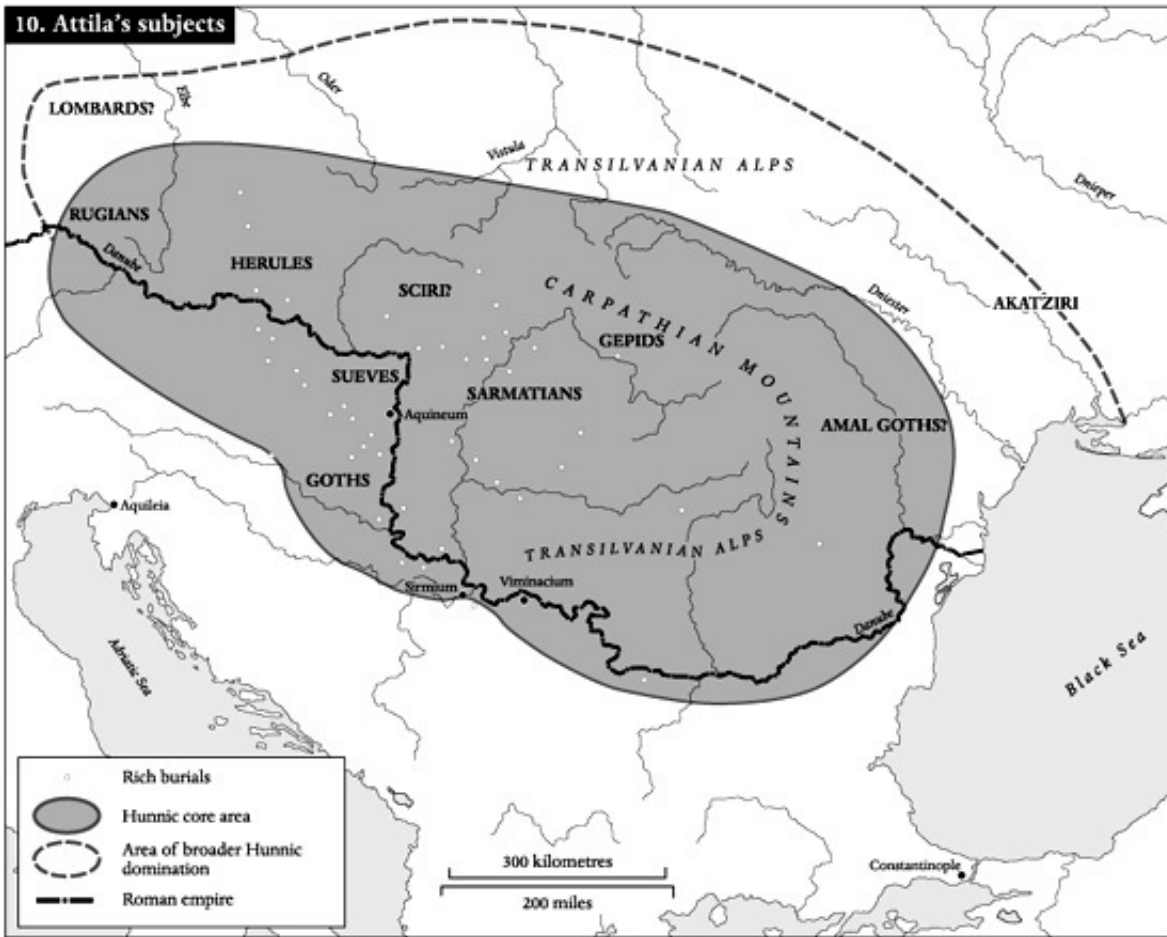 10. Attila's subjects
LOMBARDS?
Elbe
Oder
Vistula
TRANSILVANIAN ALPS
Dnieper
RUGIANS
Danube
HERULES
SCIRI?
CARPATHIAN MOUNTAINS
Dniester
AKATZIRI
GEPIDS
SUEVES
SARMATIANS
Aquineum
AMAL GOTHS?
GOTHS
Aquileia
TRANSILVANIAN ALPS
Sirmium
Viminacium
Danube
Adriatic Sea
Black Sea
Rich burials
Hunnic core area
Area of broader Hunnic
domination
Roman empire
300 kilometres
200 miles
Constantinople